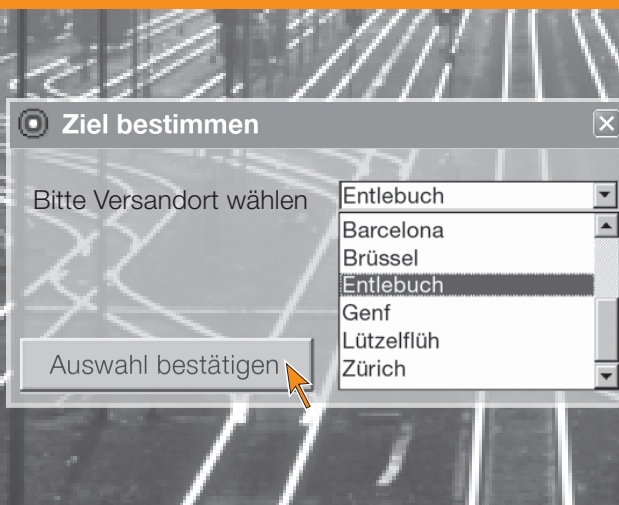 Ziel bestimmen
Bitte Versandort wählen
Entlebuch
Barcelona
Brüssel
Entlebuch
Genf
Lützelflüh
Zürich
Auswahl bestätigen